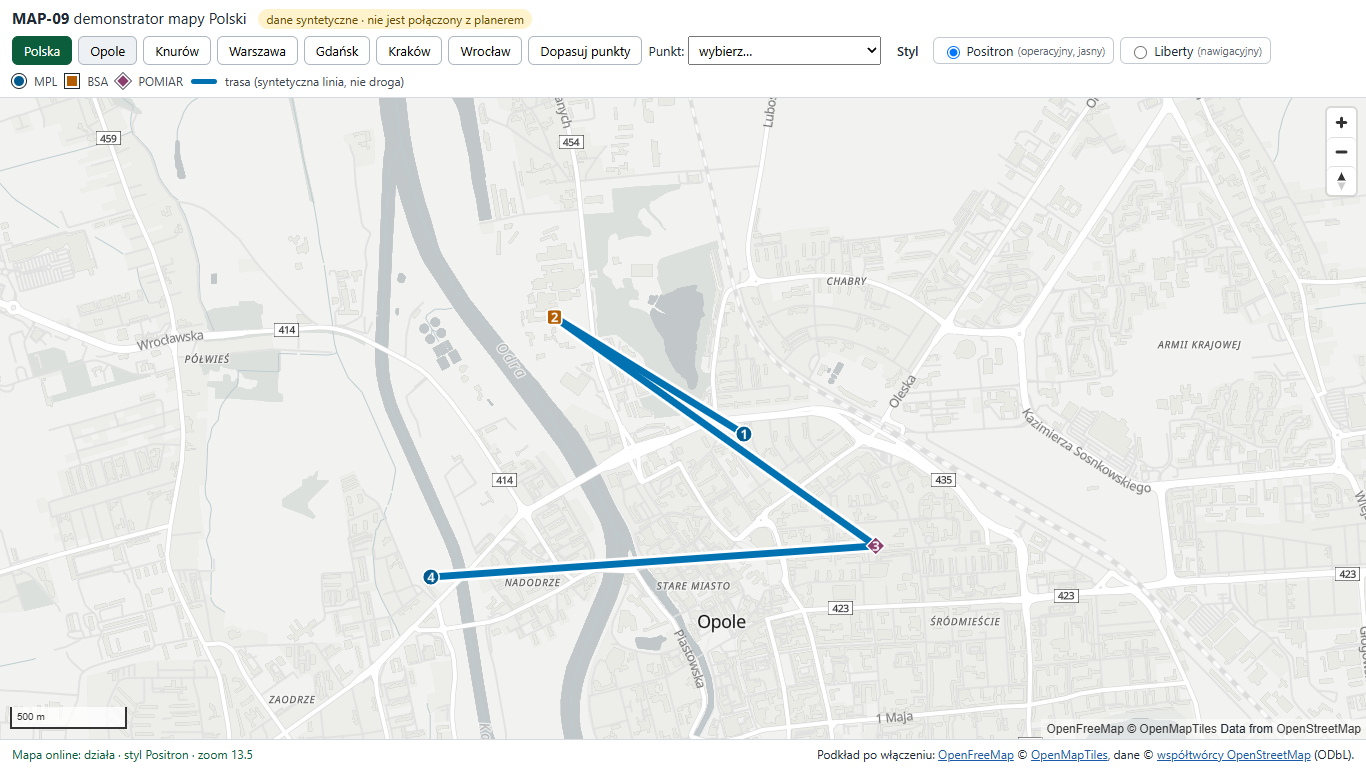 MAP-09 demonstrator mapy Polski dane syntetyczne · nie jest połączony z planerem
Polska Opole Knurów Warszawa Gdańsk Kraków Wrocław Dopasuj punkty Punkt: wybierz... Styl Positron (operacyjny, jasny) Liberty (nawigacyjny)
MPL BSA POMIAR trasa (syntetyczna linia, nie droga)
459
454
CHABRY
2
Wrocławska
414
PÓŁWIEŚ
Odra
ARMII KRAJOWEJ
Oleska
1
Kazimierza Sosnkowskiego
414
435
3
4
NADODRZE
STARE MIASTO
423
423
423
Opole
ŚRÓDMIEŚCIE
Piastowska
ZAODRZE
1 Maja
500 m
OpenFreeMap © OpenMapTiles Data from OpenStreetMap
Mapa online: działa · styl Positron · zoom 13.5
Podkład po włączeniu: OpenFreeMap © OpenMapTiles, dane © współtwórcy OpenStreetMap (ODbL).